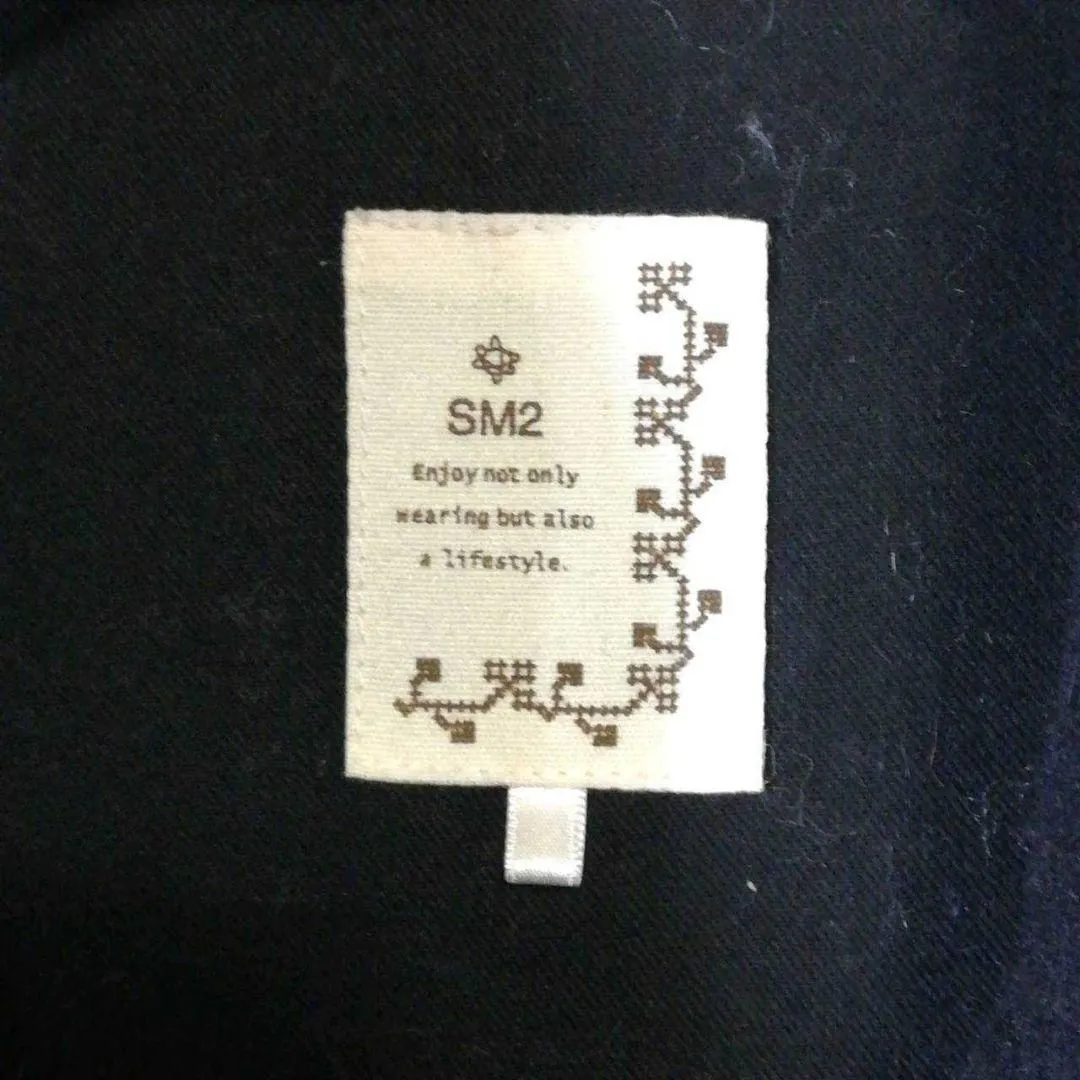 SM2
Enjoy not only
wearing but also
a lifestyle.